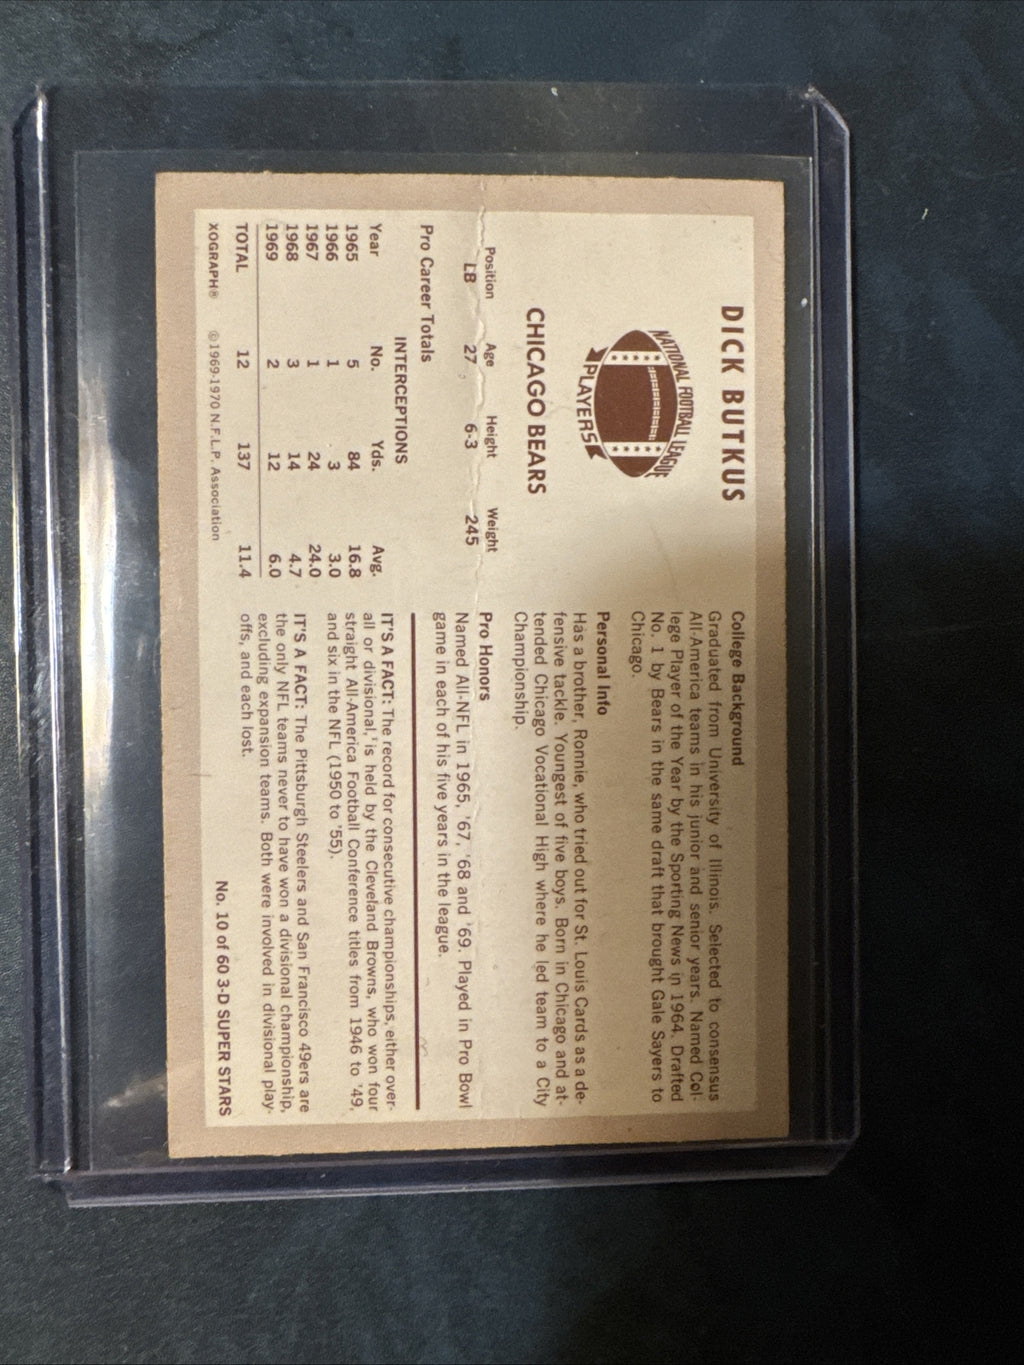 DICK BUTKUS
NATIONAL FOOTBALL LEAGUE
PLAYERS
CHICAGO BEARS
Position Age Height Weight
LB 27 6-3 245
Pro Career Totals
INTERCEPTIONS
Year No. Yds. Avg.
1965 5 84 16.8
1966 1 3 3.0
1967 1 24 24.0
1968 3 14 4.7
1969 2 12 6.0
TOTAL 12 137 11.4
XOGRAPH® ©1969-1970 N.F.L.P. Association
College Background
Graduated from University of Illinois. Selected to consensus
All-America teams in his junior and senior years. Named Col-
lege Player of the Year by the Sporting News in 1964. Drafted
No. 1 by Bears in the same draft that brought Gale Sayers to
Chicago.
Personal Info
Has a brother, Ronnie, who tried out for St. Louis Cards as a de-
fensive tackle. Youngest of five boys. Born in Chicago and at-
tended Chicago Vocational High where he led team to a City
Championship.
Pro Honors
Named All-NFL in 1965, '67, '68 and '69. Played in Pro Bowl
game in each of his five years in the league.
IT'S A FACT: The record for consecutive championships, either over-
all or divisional, is held by the Cleveland Browns, who won four
straight All-America Football Conference titles from 1946 to '49,
and six in the NFL (1950 to '55).
IT'S A FACT: The Pittsburgh Steelers and San Francisco 49ers are
the only NFL teams never to have won a divisional championship,
excluding expansion teams. Both were involved in divisional play-
offs, and each lost.
No. 10 of 60 3-D SUPER STARS